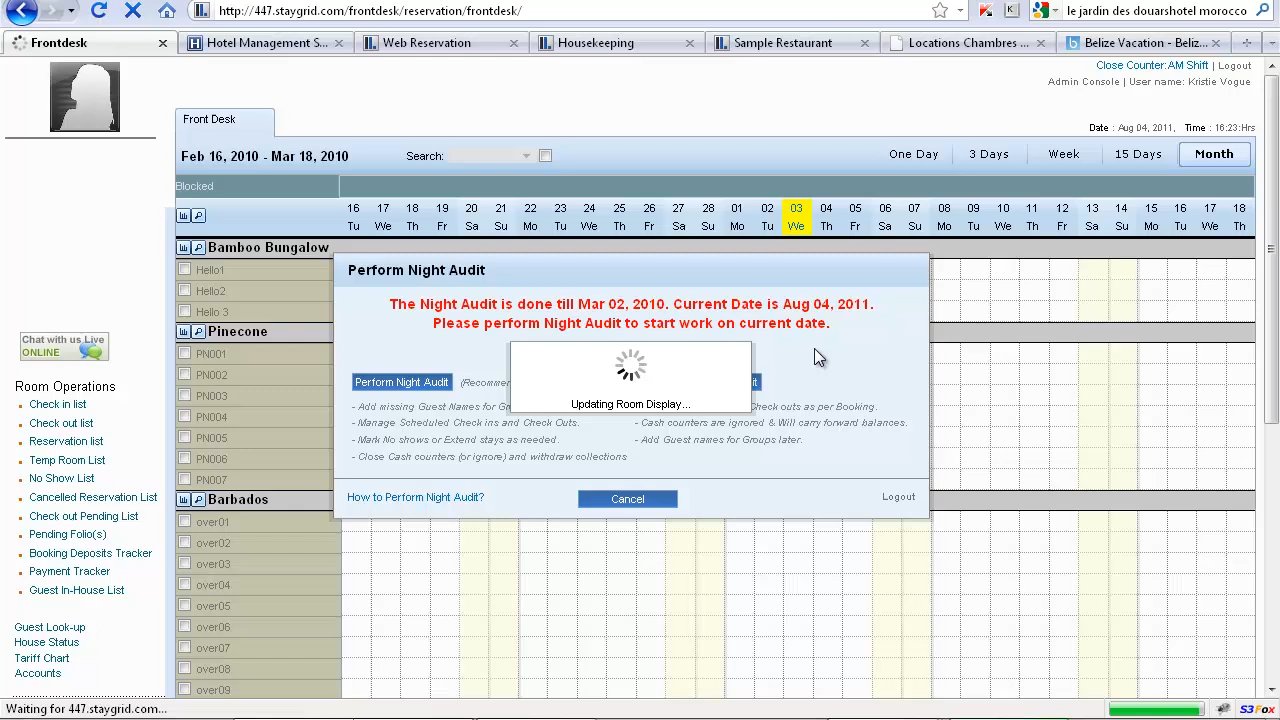 http://447.staygrid.com/frontdesk/reservation/frontdesk/
le jardin des douarshotel morocco
Frontdesk
Hotel Management S...
Web Reservation
Housekeeping
Sample Restaurant
Locations Chambres ...
Belize Vacation - Beliz...
Close Counter:AM Shift | Logout
Admin Console | User name: Kristie Vogue
Front Desk
Date : Aug 04, 2011, Time : 16:23:Hrs
Feb 16, 2010 - Mar 18, 2010
Search:
One Day
3 Days
Week
15 Days
Month
Blocked
16 17 18 19 20 21 22 23 24 25 26 27 28 01 02 03 04 05 06 07 08 09 10 11 12 13 14 15 16 17 18
Tu We Th Fr Sa Su Mo Tu We Th Fr Sa Su Mo Tu We Th Fr Sa Su Mo Tu We Th Fr Sa Su Mo Tu We Th
Bamboo Bungalow
Hello1
Hello2
Hello 3
Pinecone
PN001
PN002
PN003
PN004
PN005
PN006
PN007
Barbados
over01
over02
over03
over04
over05
over06
over07
over08
over09
Perform Night Audit
The Night Audit is done till Mar 02, 2010. Current Date is Aug 04, 2011.
Please perform Night Audit to start work on current date.
Updating Room Display...
Perform Night Audit
(Recomm
it
- Add missing Guest Names for G
- Manage Scheduled Check ins and Check Outs.
- Mark No shows or Extend stays as needed.
- Close Cash counters (or ignore) and withdraw collections
Check outs as per Booking.
- Cash counters are ignored & Will carry forward balances.
- Add Guest names for Groups later.
How to Perform Night Audit?
Cancel
Logout
Chat with us Live
ONLINE
Room Operations
Check in list
Check out list
Reservation list
Temp Room List
No Show List
Cancelled Reservation List
Check out Pending List
Pending Folio(s)
Booking Deposits Tracker
Payment Tracker
Guest In-House List
Guest Look-up
House Status
Tariff Chart
Accounts
Waiting for 447.staygrid.com...
S3Fox